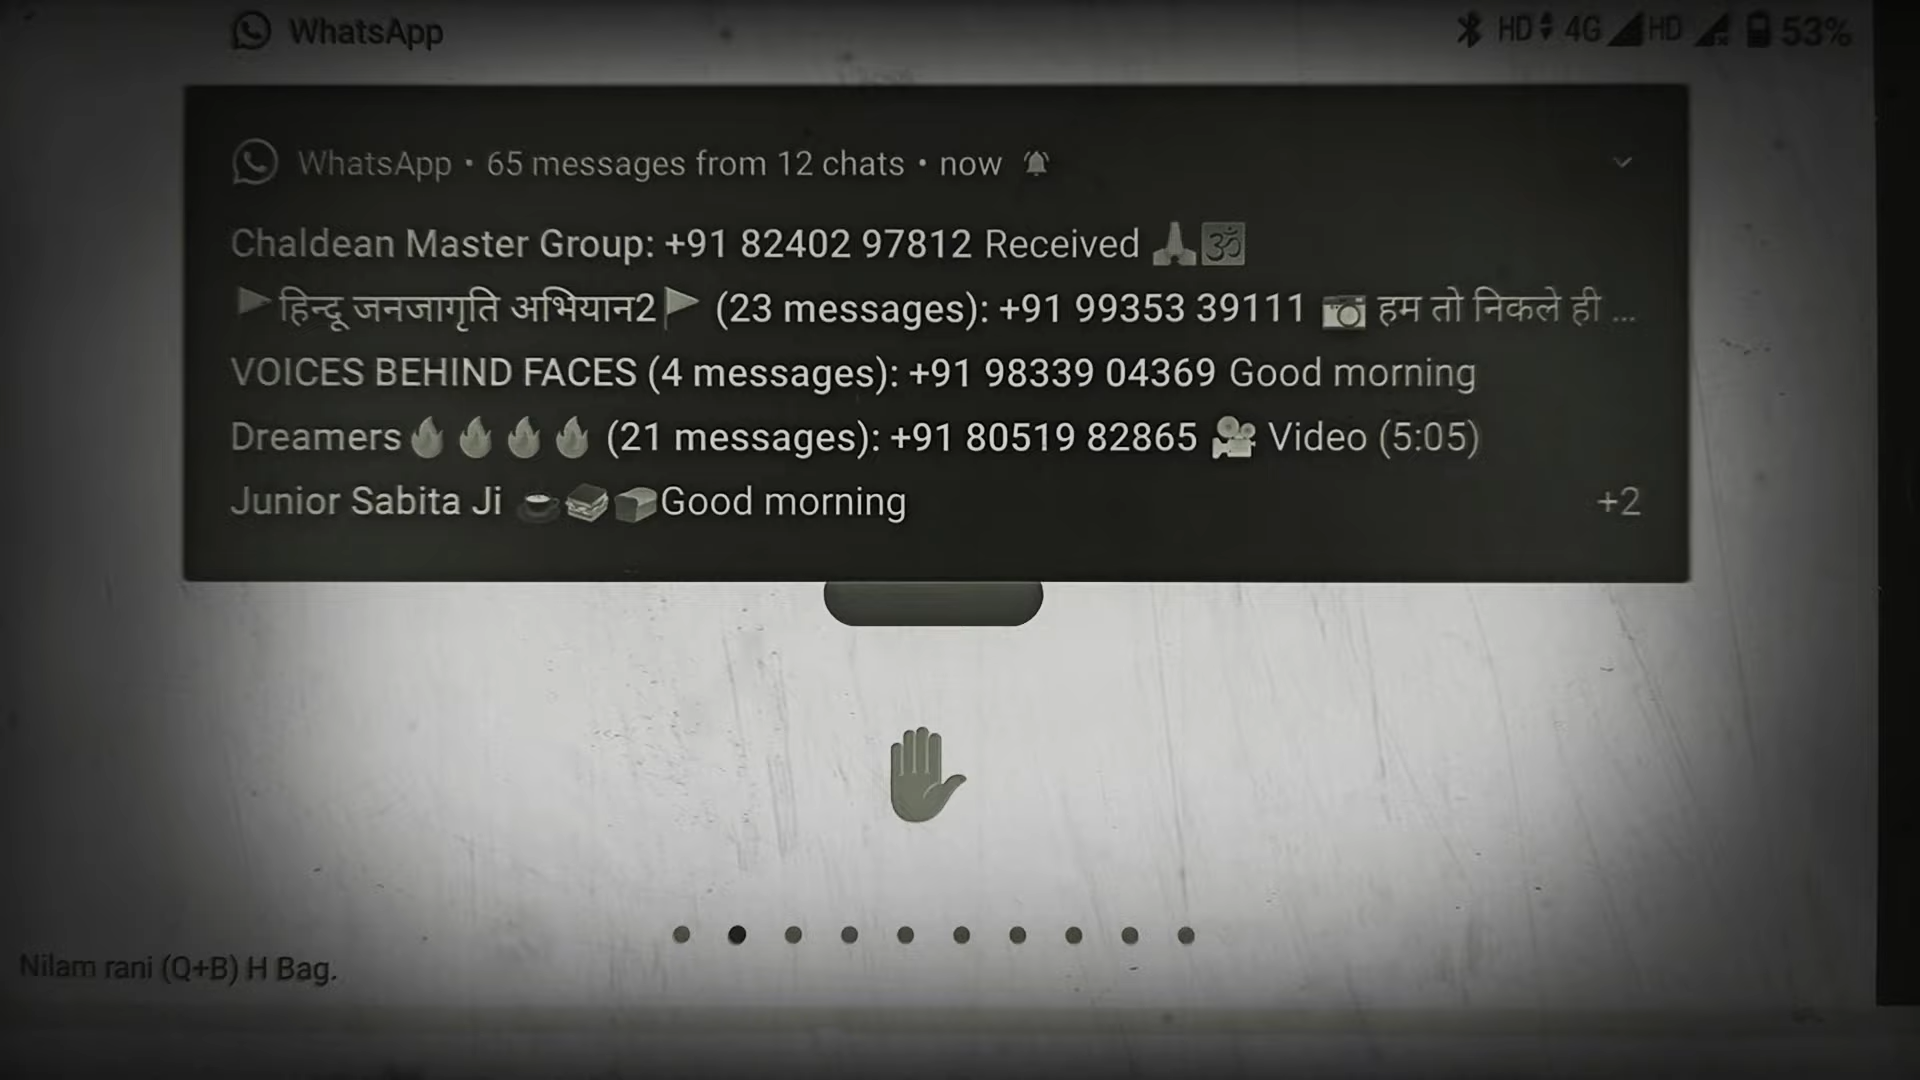 WhatsApp HD 4G HD 53%
WhatsApp • 65 messages from 12 chats • now
Chaldean Master Group: +91 82402 97812 Received 🙏🕉
🚩हिन्दू जनजागृति अभियान2🚩 (23 messages): +91 99353 39111 📷 हम तो निकले ही ...
VOICES BEHIND FACES (4 messages): +91 98339 04369 Good morning
Dreamers🔥🔥🔥🔥 (21 messages): +91 80519 82865 🎥 Video (5:05)
Junior Sabita Ji ☕🥪🍞Good morning +2
Nilam rani (Q+B) H Bag.